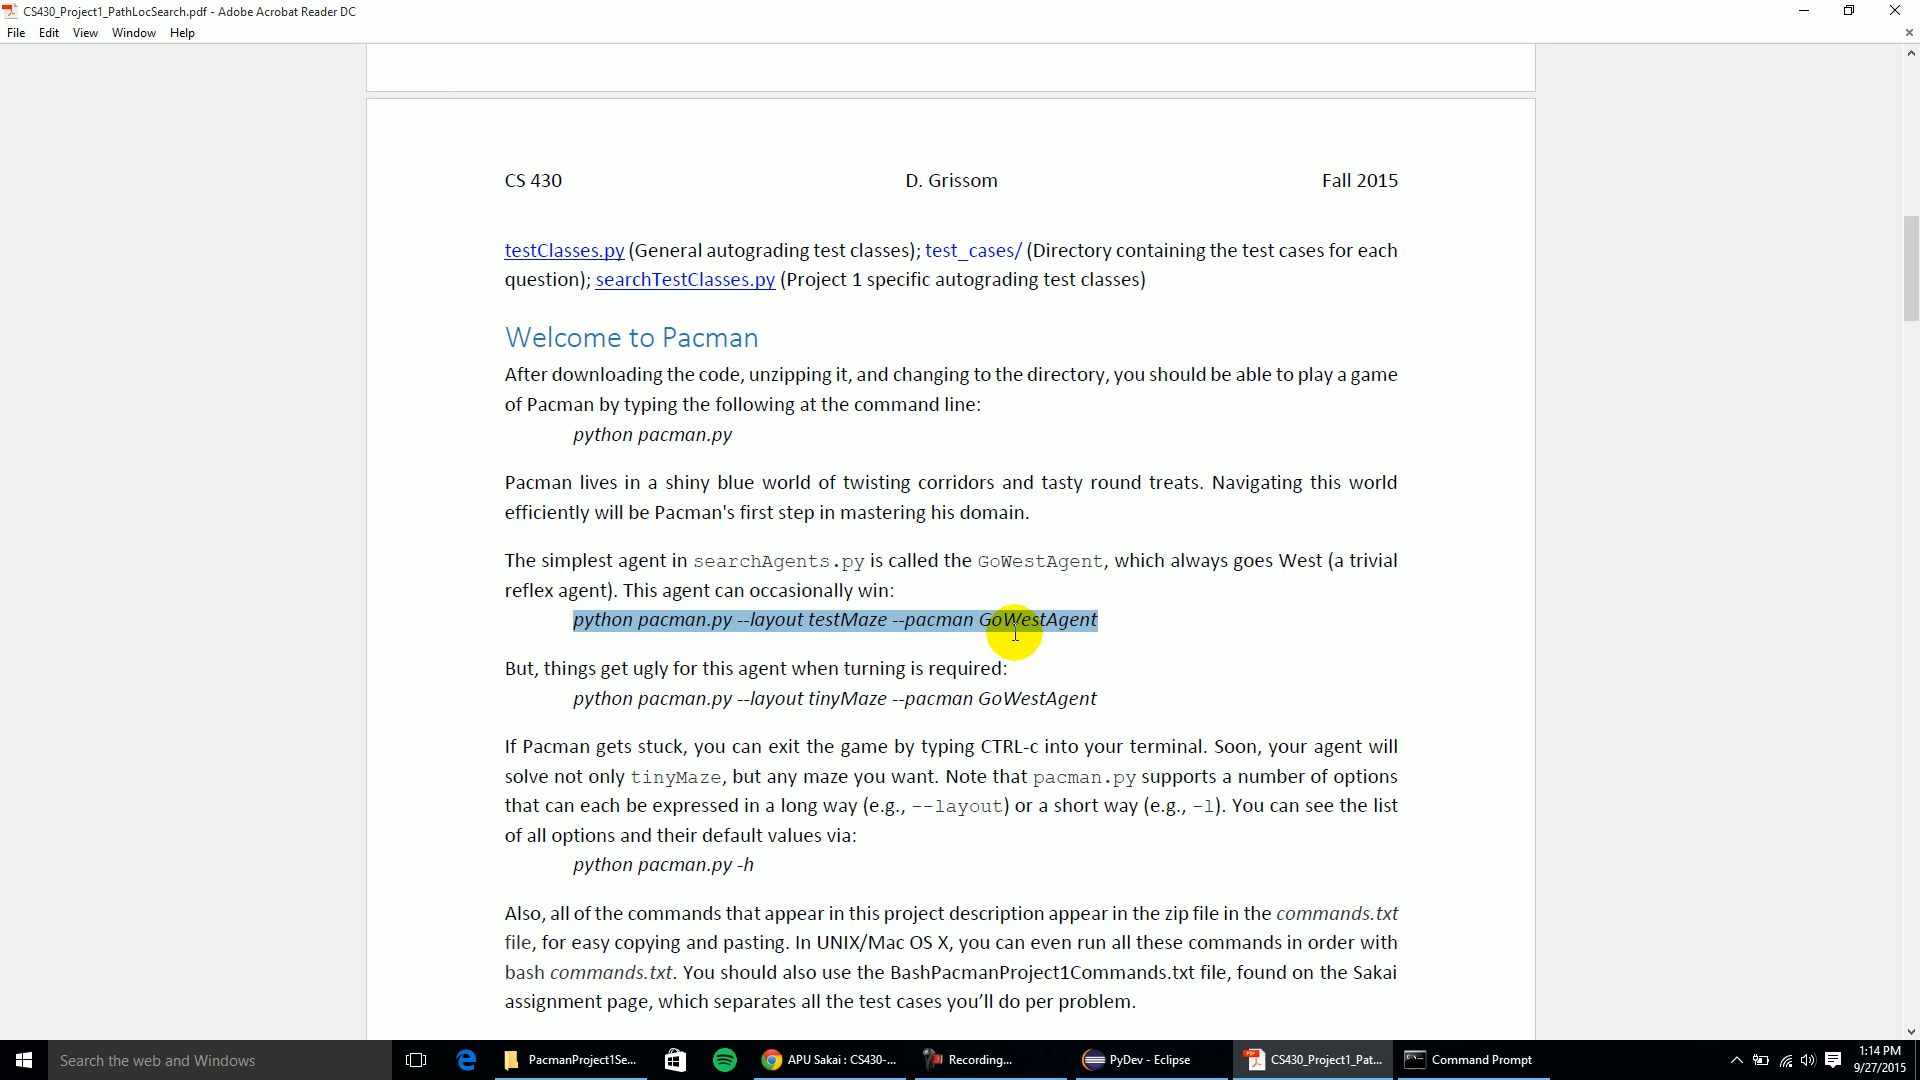 CS430_Project1_PathLocSearch.pdf - Adobe Acrobat Reader DC
File Edit View Window Help
CS 430 D. Grissom Fall 2015
testClasses.py (General autograding test classes); test_cases/ (Directory containing the test cases for each
question); searchTestClasses.py (Project 1 specific autograding test classes)
Welcome to Pacman
After downloading the code, unzipping it, and changing to the directory, you should be able to play a game
of Pacman by typing the following at the command line:
python pacman.py
Pacman lives in a shiny blue world of twisting corridors and tasty round treats. Navigating this world
efficiently will be Pacman's first step in mastering his domain.
The simplest agent in searchAgents.py is called the GoWestAgent, which always goes West (a trivial
reflex agent). This agent can occasionally win:
python pacman.py --layout testMaze --pacman GoWestAgent
But, things get ugly for this agent when turning is required:
python pacman.py --layout tinyMaze --pacman GoWestAgent
If Pacman gets stuck, you can exit the game by typing CTRL-c into your terminal. Soon, your agent will
solve not only tinyMaze, but any maze you want. Note that pacman.py supports a number of options
that can each be expressed in a long way (e.g., --layout) or a short way (e.g., -l). You can see the list
of all options and their default values via:
python pacman.py -h
Also, all of the commands that appear in this project description appear in the zip file in the commands.txt
file, for easy copying and pasting. In UNIX/Mac OS X, you can even run all these commands in order with
bash commands.txt. You should also use the BashPacmanProject1Commands.txt file, found on the Sakai
assignment page, which separates all the test cases you'll do per problem.
Search the web and Windows PacmanProject1Se... APU Sakai : CS430-... Recording... PyDev - Eclipse CS430_Project1_Pat... Command Prompt 1:14 PM
9/27/2015